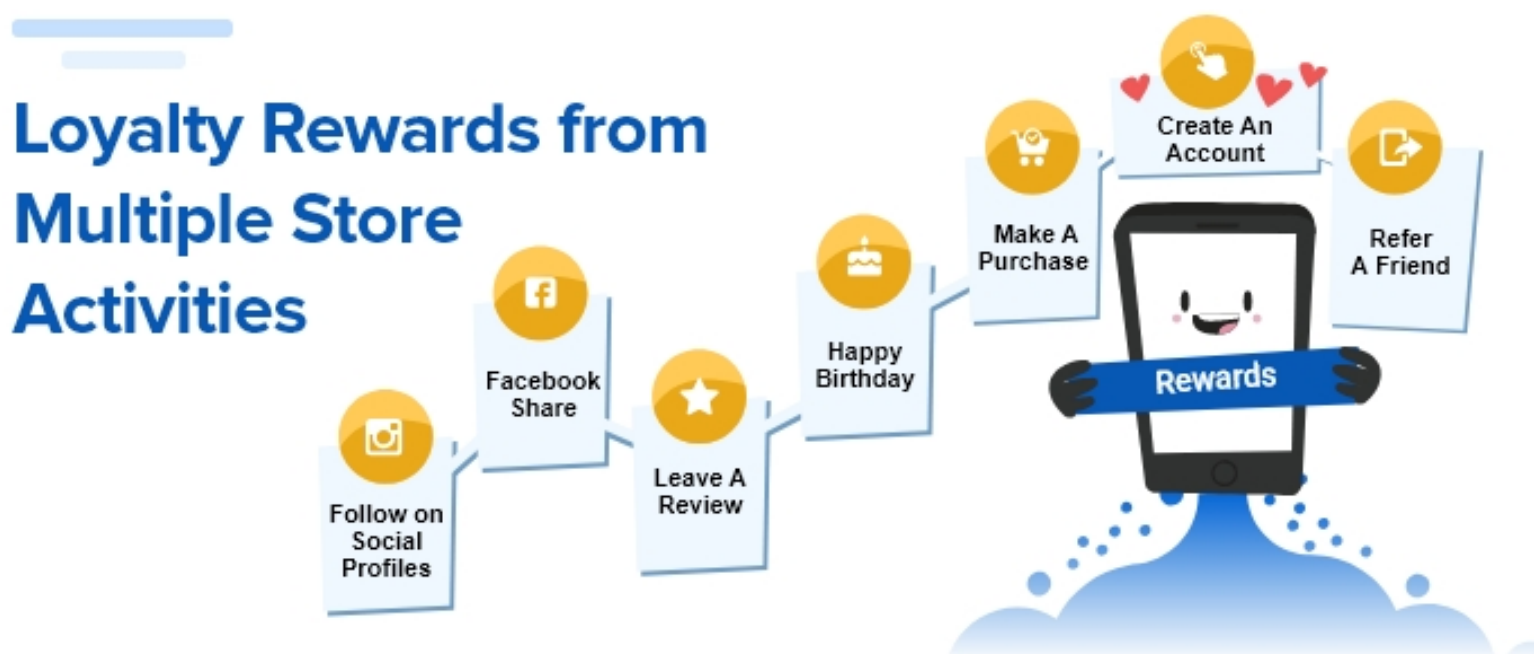 Loyalty Rewards from
Multiple Store
Activities
Follow on
Social
Profiles
Facebook
Share
Leave A
Review
Happy
Birthday
Make A
Purchase
Create An
Account
Refer
A Friend
Rewards